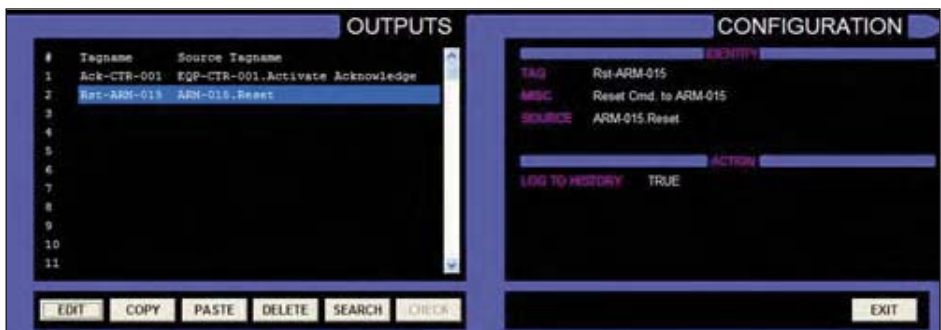 OUTPUTS
# Tagname Source Tagname
1 Ack-CTR-001 EQP-CTR-001.Activate Acknowledge
2 Rst-ARM-015 ARM-015.Reset
3
4
5
6
7
8
9
10
11
EDIT COPY PASTE DELETE SEARCH CHECK
CONFIGURATION
IDENTITY
TAG Rst-ARM-015
MISC Reset Cmd. to ARM-015
SOURCE ARM-015.Reset
ACTION
LOG TO HISTORY TRUE
EXIT